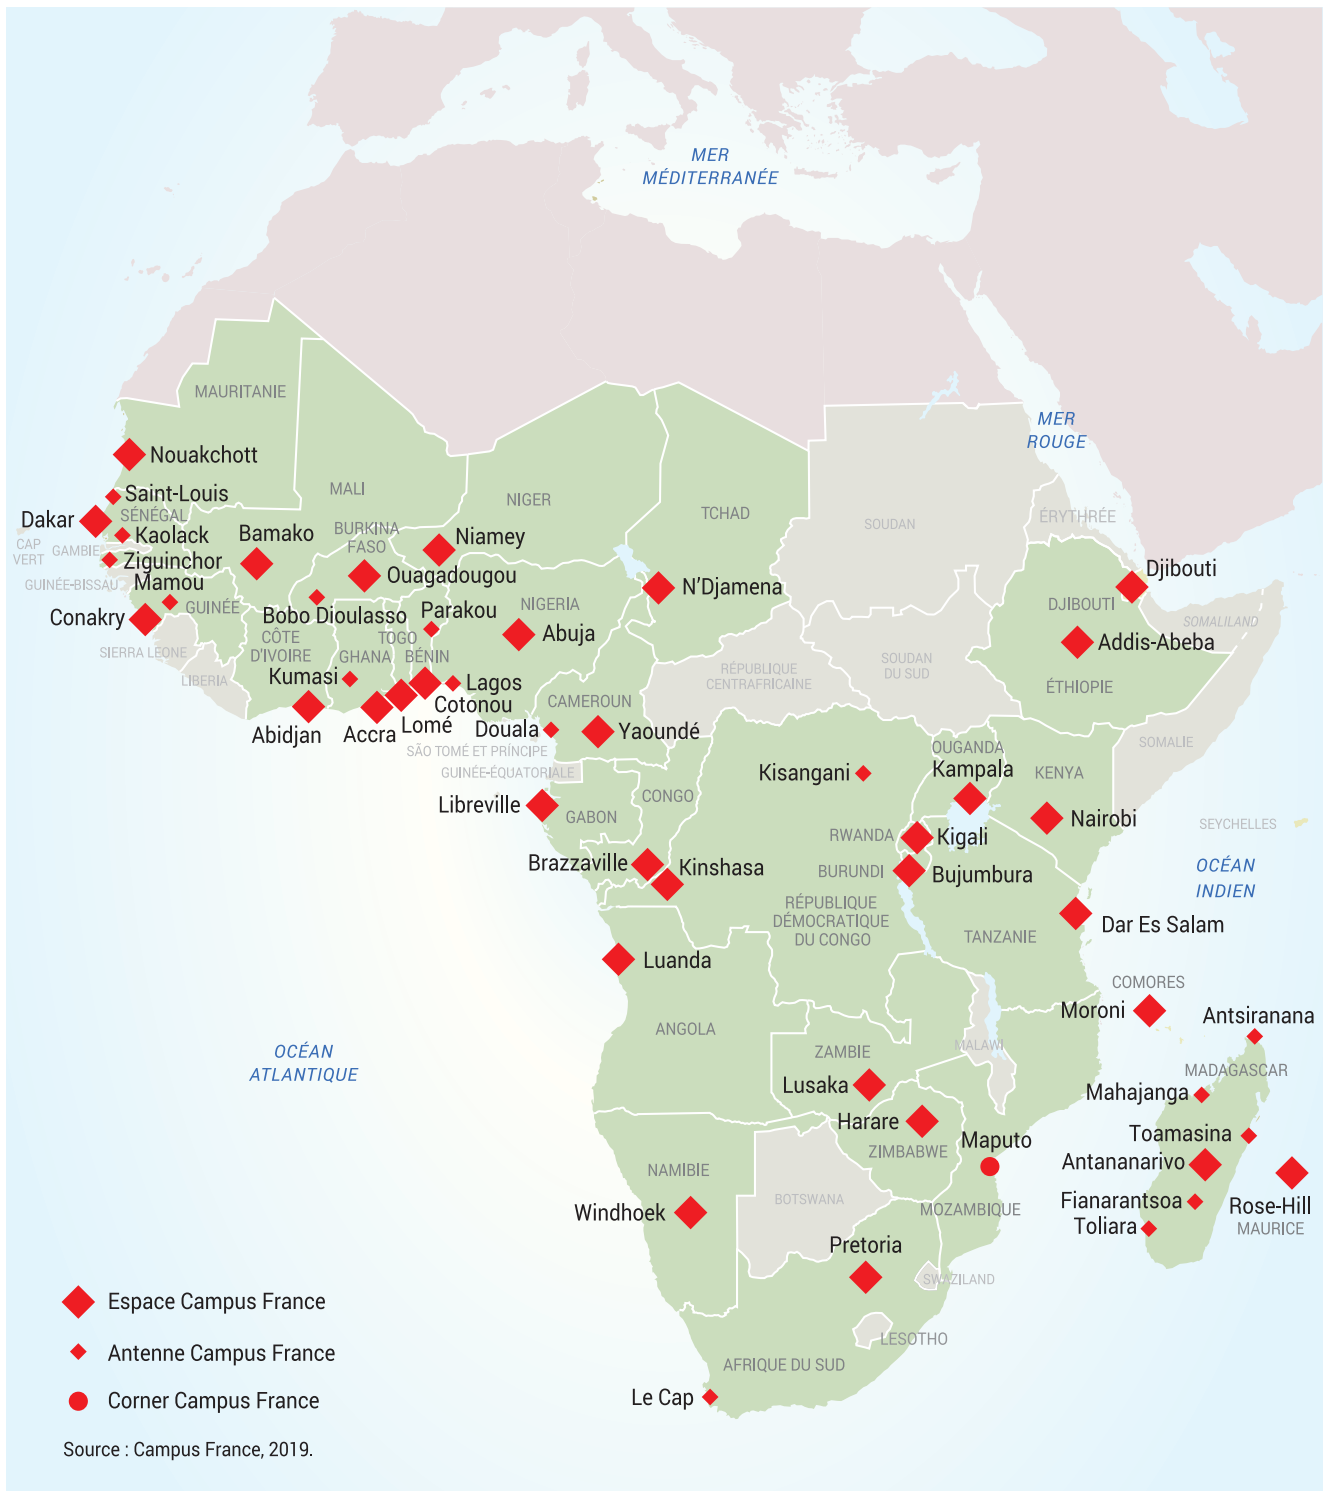 MER
MÉDITERRANÉE
MAURITANIE
MER
ROUGE
Nouakchott
MALI
NIGER
TCHAD
SOUDAN
ÉRYTHRÉE
Saint-Louis
SÉNÉGAL
Dakar
Kaolack
CAP
VERT
GAMBIE
Ziguinchor
GUINÉE-BISSAU
Mamou
GUINÉE
Conakry
Bamako
BURKINA
FASO
Niamey
Ouagadougou
Bobo Dioulasso
Parakou
NIGERIA
Abuja
N'Djamena
Djibouti
DJIBOUTI
SOMALILAND
Addis-Abeba
ÉTHIOPIE
SIERRA LEONE
LIBERIA
CÔTE
D'IVOIRE
GHANA
TOGO
BÉNIN
Kumasi
Lagos
Cotonou
Abidjan
Accra
Lomé
RÉPUBLIQUE
CENTRAFRICAINE
SOUDAN
DU SUD
CAMEROUN
Douala
Yaoundé
SÃO TOMÉ ET PRÍNCIPE
GUINÉE-ÉQUATORIALE
SOMALIE
OUGANDA
Kampala
KENYA
Kisangani
Libreville
GABON
CONGO
Nairobi
SEYCHELLES
RWANDA
Kigali
Brazzaville
Kinshasa
BURUNDI
Bujumbura
OCÉAN
INDIEN
RÉPUBLIQUE
DÉMOCRATIQUE
DU CONGO
Dar Es Salam
TANZANIE
Luanda
COMORES
Moroni
Antsiranana
ANGOLA
OCÉAN
ATLANTIQUE
ZAMBIE
MALAWI
MADAGASCAR
Lusaka
Mahajanga
Harare
Maputo
Toamasina
ZIMBABWE
Antananarivo
NAMIBIE
BOTSWANA
Fianarantsoa
Rose-Hill
MAURICE
Windhoek
MOZAMBIQUE
Toliara
Pretoria
SWAZILAND
LESOTHO
AFRIQUE DU SUD
Le Cap
Espace Campus France
Antenne Campus France
Corner Campus France
Source : Campus France, 2019.